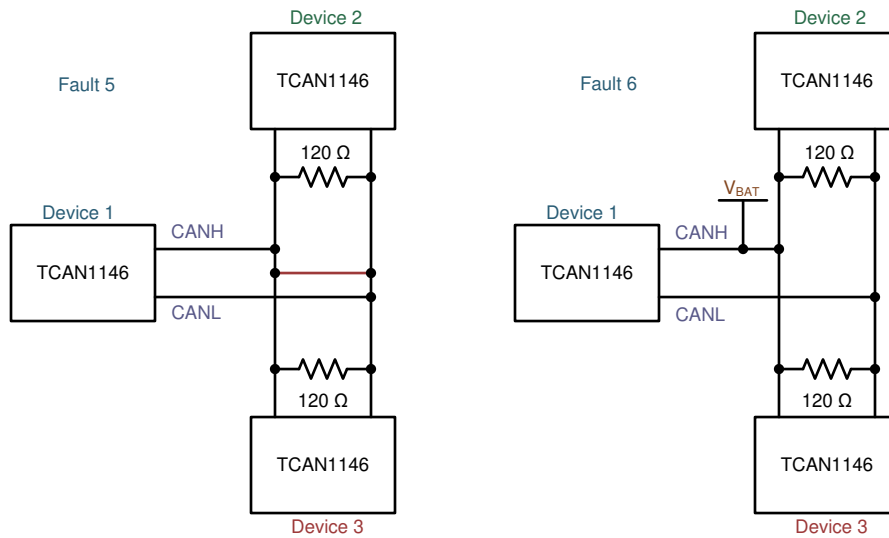 Device 2
TCAN1146
Fault 5
120 Ω
Device 1
CANH
TCAN1146
CANL
120 Ω
TCAN1146
Device 3
Device 2
TCAN1146
Fault 6
120 Ω
VBAT
Device 1
CANH
TCAN1146
CANL
120 Ω
TCAN1146
Device 3